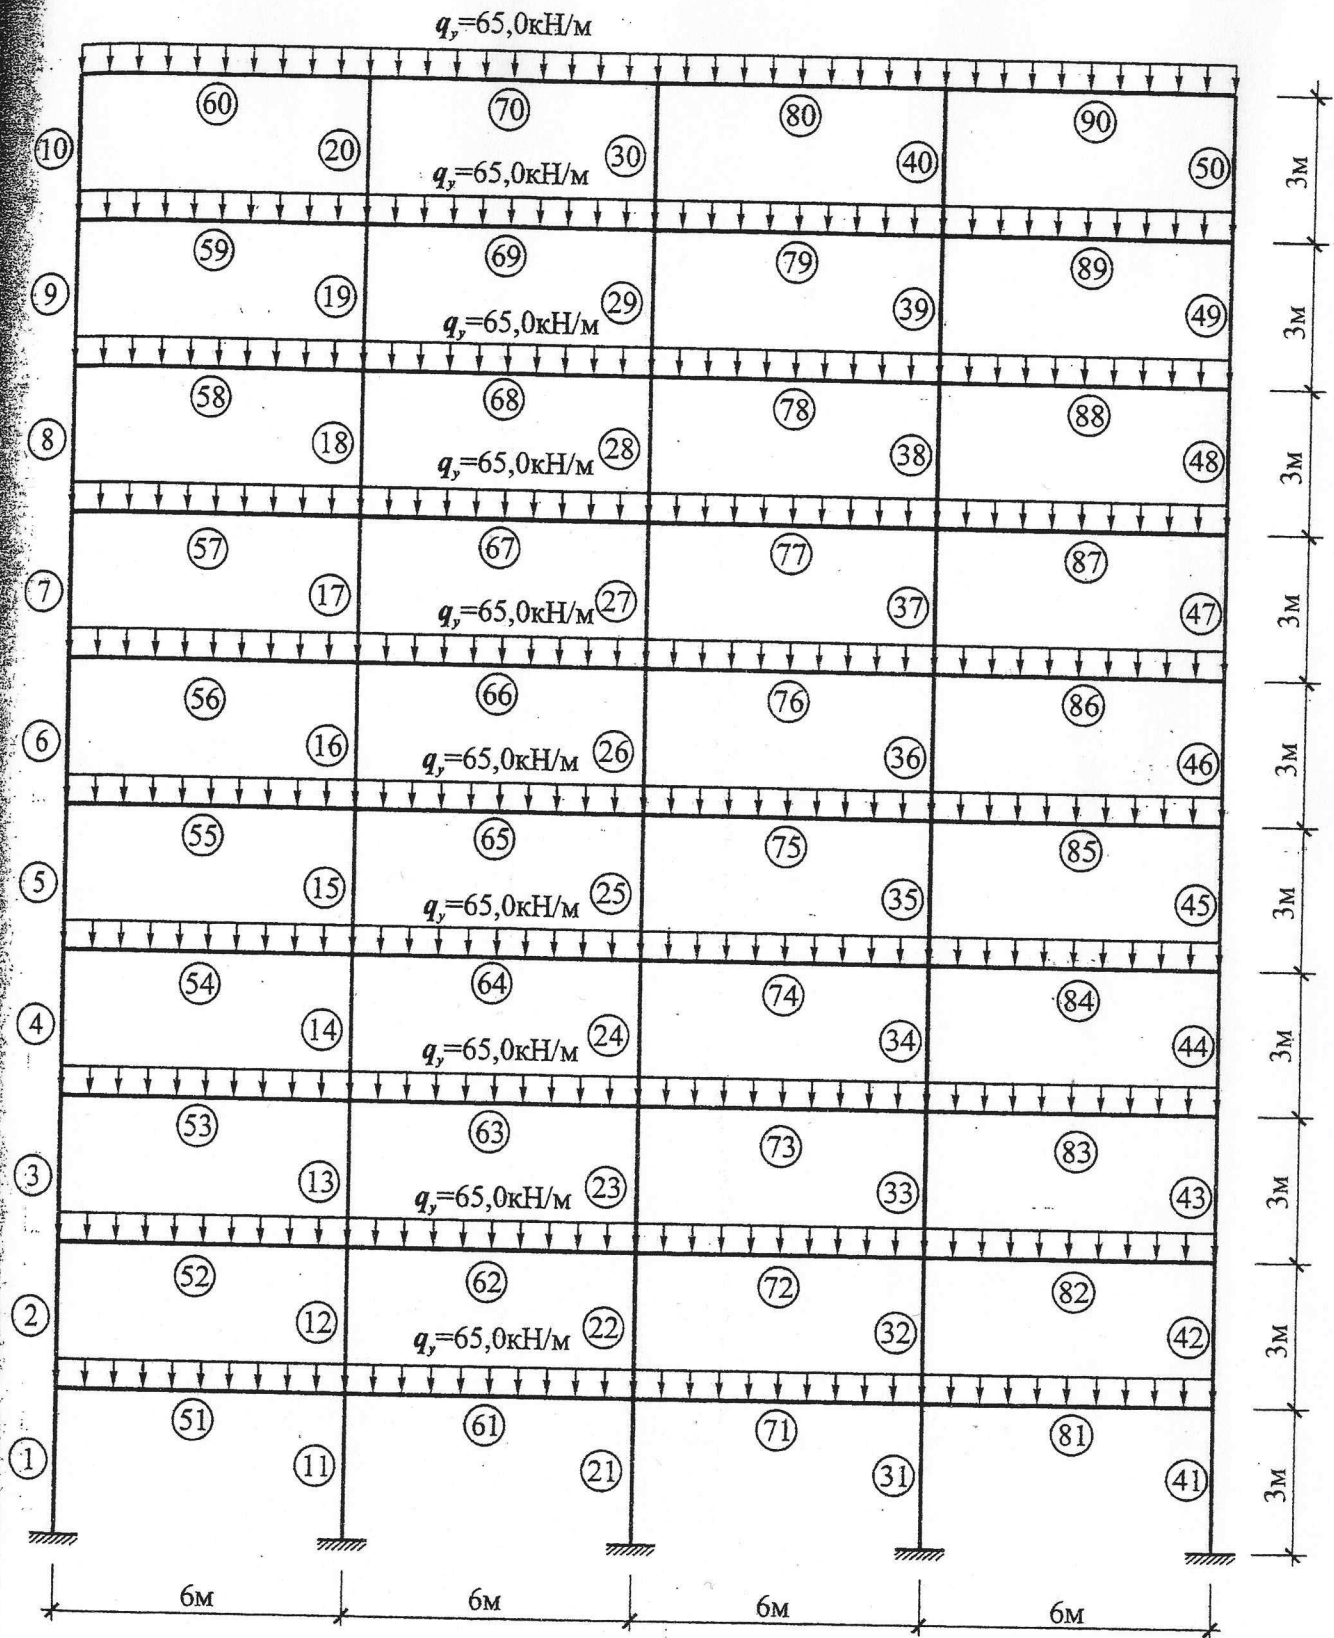 q_y=65,0кН/м
60 70 80 90
10 20 30 40 50 3м
q_y=65,0кН/м
59 69 79 89
9 19 29 39 49 3м
q_y=65,0кН/м
58 68 78 88
8 18 28 38 48 3м
q_y=65,0кН/м
57 67 77 87
7 17 27 37 47 3м
q_y=65,0кН/м
56 66 76 86
6 16 26 36 46 3м
q_y=65,0кН/м
55 65 75 85
5 15 25 35 45 3м
q_y=65,0кН/м
54 64 74 84
4 14 24 34 44 3м
q_y=65,0кН/м
53 63 73 83
3 13 23 33 43 3м
q_y=65,0кН/м
52 62 72 82
2 12 22 32 42 3м
q_y=65,0кН/м
51 61 71 81
1 11 21 31 41 3м
6м 6м 6м 6м